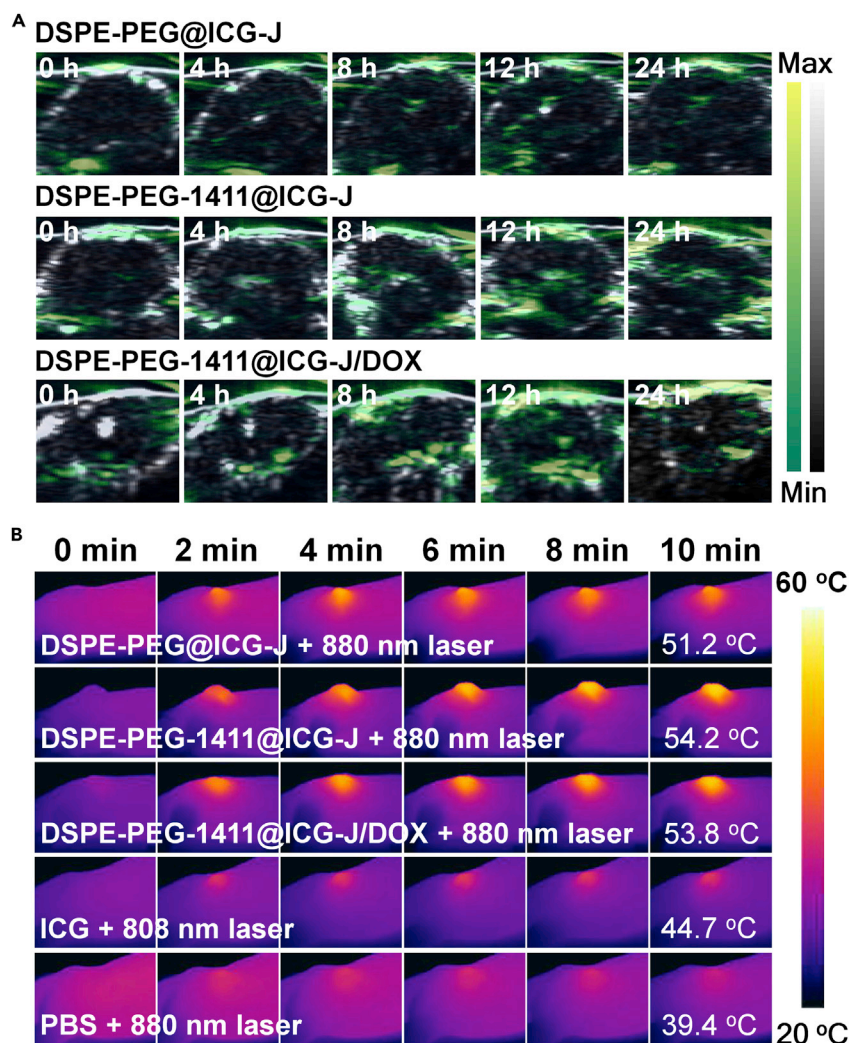 A
DSPE-PEG@ICG-J
0 h 4 h 8 h 12 h 24 h Max
DSPE-PEG-1411@ICG-J
0 h 4 h 8 h 12 h 24 h
DSPE-PEG-1411@ICG-J/DOX
0 h 4 h 8 h 12 h 24 h
Min
B
0 min 2 min 4 min 6 min 8 min 10 min
60 °C
DSPE-PEG@ICG-J + 880 nm laser 51.2 °C
DSPE-PEG-1411@ICG-J + 880 nm laser 54.2 °C
DSPE-PEG-1411@ICG-J/DOX + 880 nm laser 53.8 °C
ICG + 808 nm laser 44.7 °C
PBS + 880 nm laser 39.4 °C
20 °C